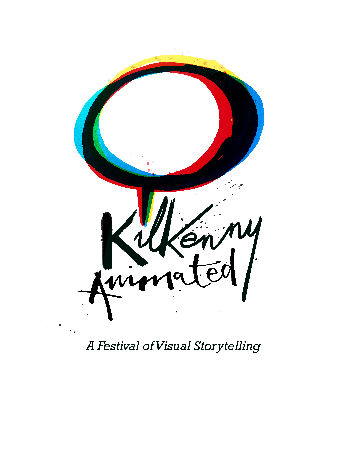 Kilkenny
Animated
A Festival of Visual Storytelling